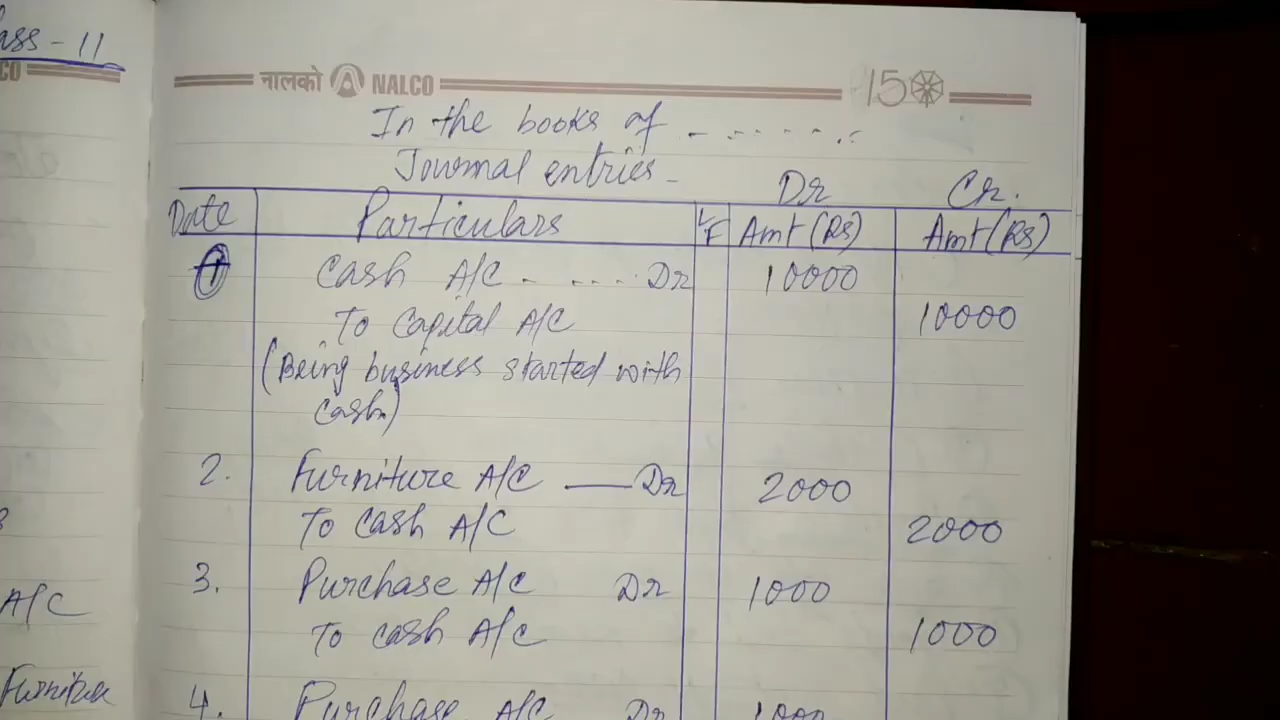 ass - 11
CO
नालको NALCO 15
In the books of - - - - - - -
Journal entries -
Dr Cr.
Date Particulars L/F Amt (Rs) Amt (Rs)
1 Cash A/C - .... Dr 10000
To Capital A/C 10000
(Being business started with
cash)
2. Furniture A/C —— Dr 2000
To cash A/C 2000
3. Purchase A/C Dr 1000
To cash A/C 1000
4. Purchase A/C Dr 1000
A/C
Furniture